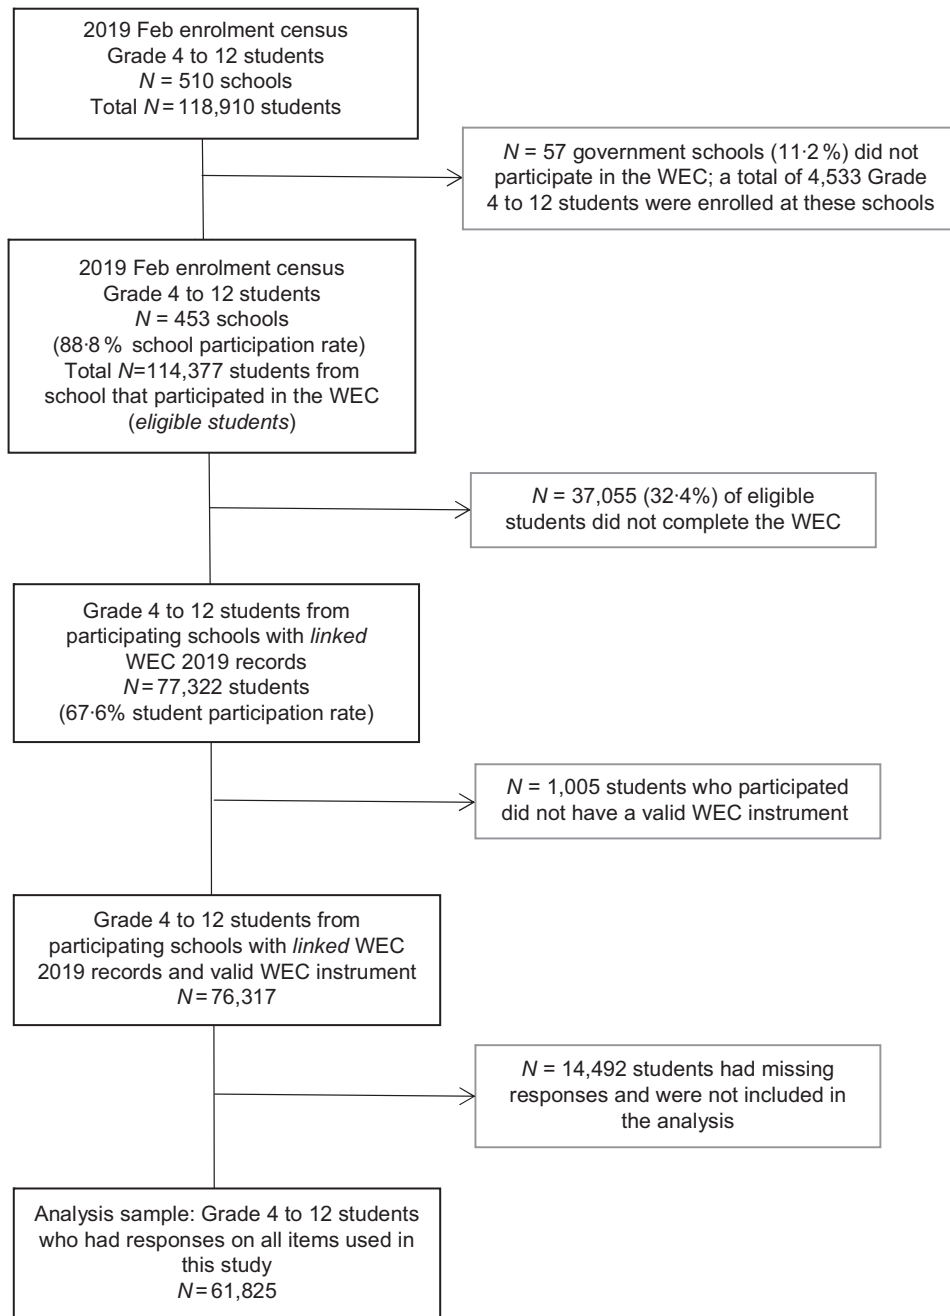 2019 Feb enrolment census
Grade 4 to 12 students
N = 510 schools
Total N = 118,910 students
N = 57 government schools (11·2 %) did not
participate in the WEC; a total of 4,533 Grade
4 to 12 students were enrolled at these schools
2019 Feb enrolment census
Grade 4 to 12 students
N = 453 schools
(88·8 % school participation rate)
Total N=114,377 students from
school that participated in the WEC
(eligible students)
N = 37,055 (32·4%) of eligible
students did not complete the WEC
Grade 4 to 12 students from
participating schools with linked
WEC 2019 records
N = 77,322 students
(67·6% student participation rate)
N = 1,005 students who participated
did not have a valid WEC instrument
Grade 4 to 12 students from
participating schools with linked WEC
2019 records and valid WEC instrument
N = 76,317
N = 14,492 students had missing
responses and were not included in
the analysis
Analysis sample: Grade 4 to 12 students
who had responses on all items used in
this study
N = 61,825